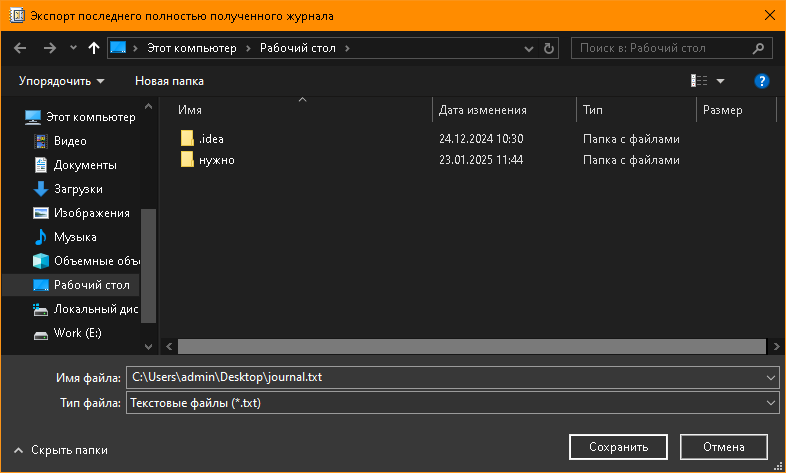 Экспорт последнего полностью полученного журнала
Этот компьютер Рабочий стол
Поиск в: Рабочий стол
Упорядочить Новая папка ?
Имя Дата изменения Тип Размер
.idea 24.12.2024 10:30 Папка с файлами
нужно 23.01.2025 11:44 Папка с файлами
Этот компьютер
Видео
Документы
Загрузки
Изображения
Музыка
Объемные объ
Рабочий стол
Локальный дис
Work (E:)
Имя файла: C:\Users\admin\Desktop\journal.txt
Тип файла: Текстовые файлы (*.txt)
Скрыть папки Сохранить Отмена